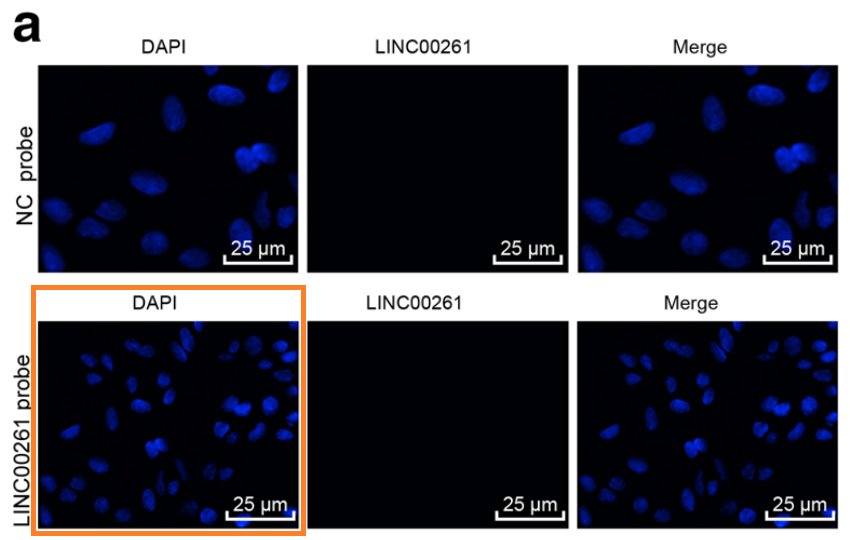 a
DAPI LINC00261 Merge
NC probe
25 µm 25 µm 25 µm
DAPI LINC00261 Merge
LINC00261 probe
25 µm 25 µm 25 µm